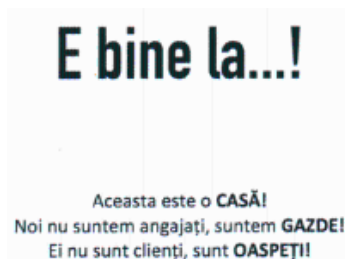 E bine la...!
Aceasta este o CASĂ!
Noi nu suntem angajați, suntem GAZDE!
Ei nu sunt clienți, sunt OASPEȚI!